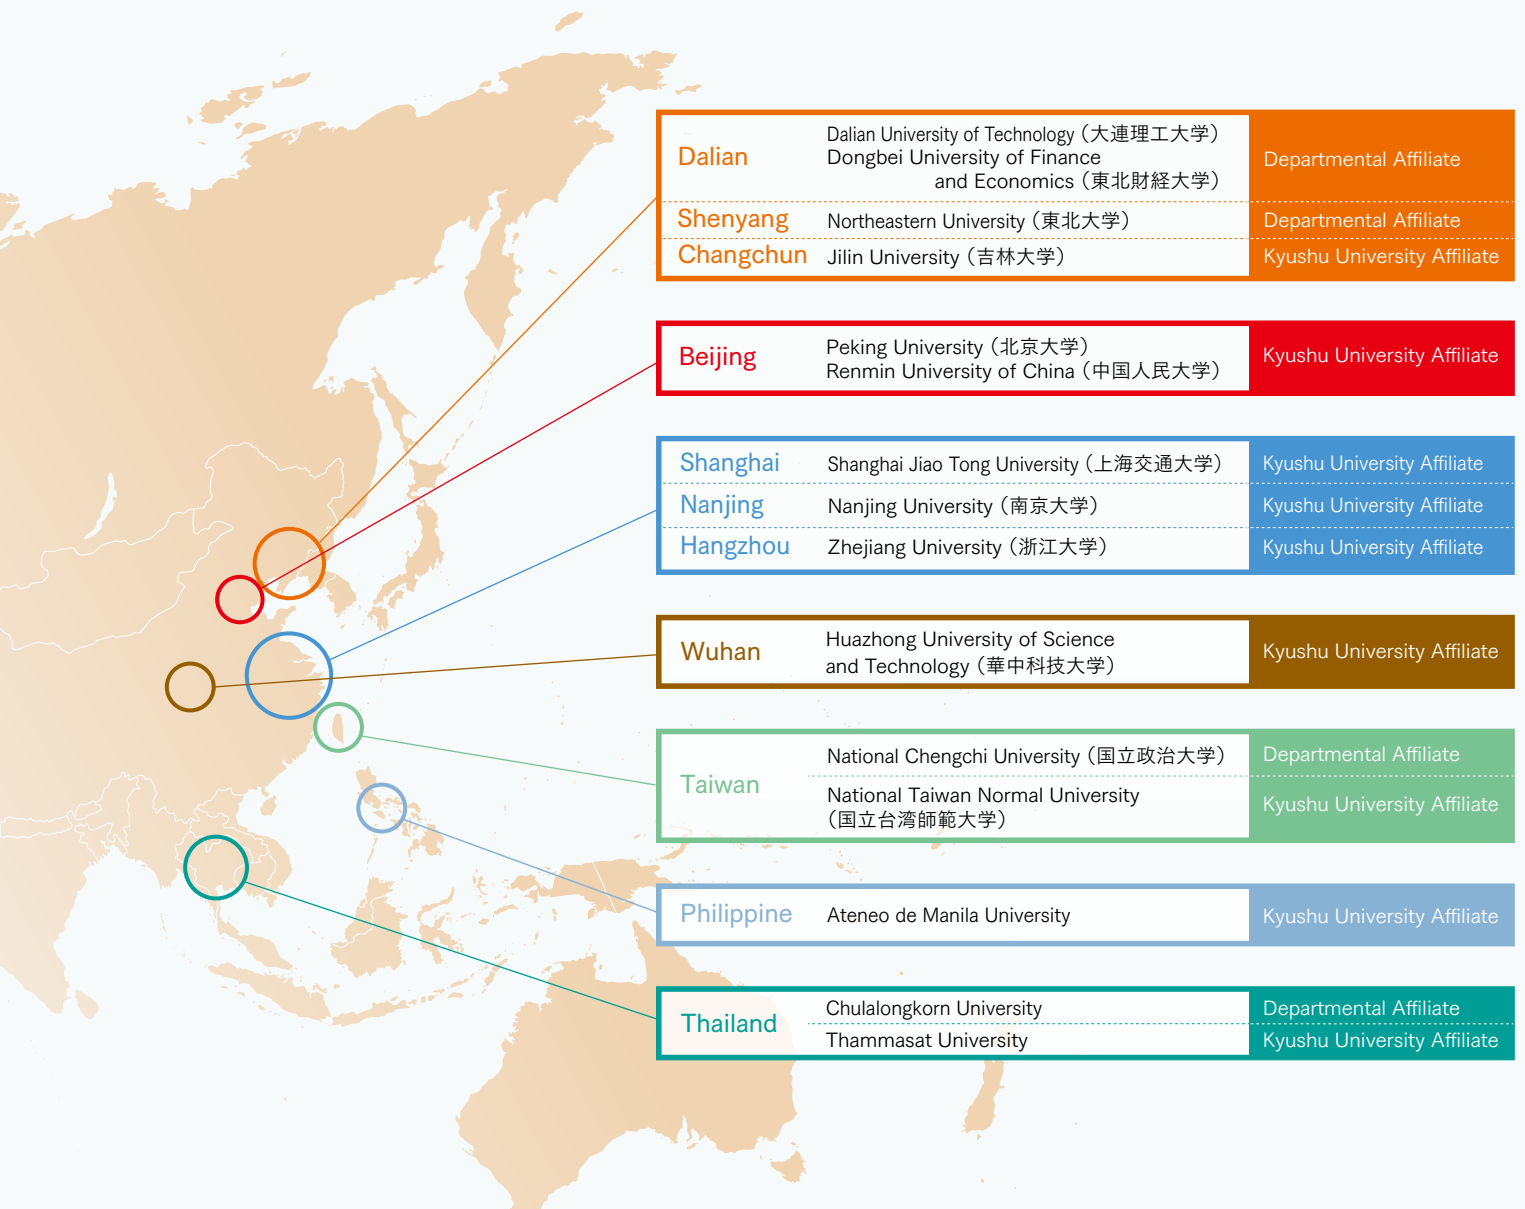 Dalian
Dalian University of Technology（大連理工大学）
Dongbei University of Finance
and Economics（東北財経大学）
Departmental Affiliate
Shenyang
Northeastern University（東北大学）
Departmental Affiliate
Changchun
Jilin University（吉林大学）
Kyushu University Affiliate
Beijing
Peking University（北京大学）
Renmin University of China（中国人民大学）
Kyushu University Affiliate
Shanghai
Shanghai Jiao Tong University（上海交通大学）
Kyushu University Affiliate
Nanjing
Nanjing University（南京大学）
Kyushu University Affiliate
Hangzhou
Zhejiang University（浙江大学）
Kyushu University Affiliate
Wuhan
Huazhong University of Science
and Technology（華中科技大学）
Kyushu University Affiliate
Taiwan
National Chengchi University（国立政治大学）
Departmental Affiliate
National Taiwan Normal University
（国立台湾師範大学）
Kyushu University Affiliate
Philippine
Ateneo de Manila University
Kyushu University Affiliate
Thailand
Chulalongkorn University
Departmental Affiliate
Thammasat University
Kyushu University Affiliate